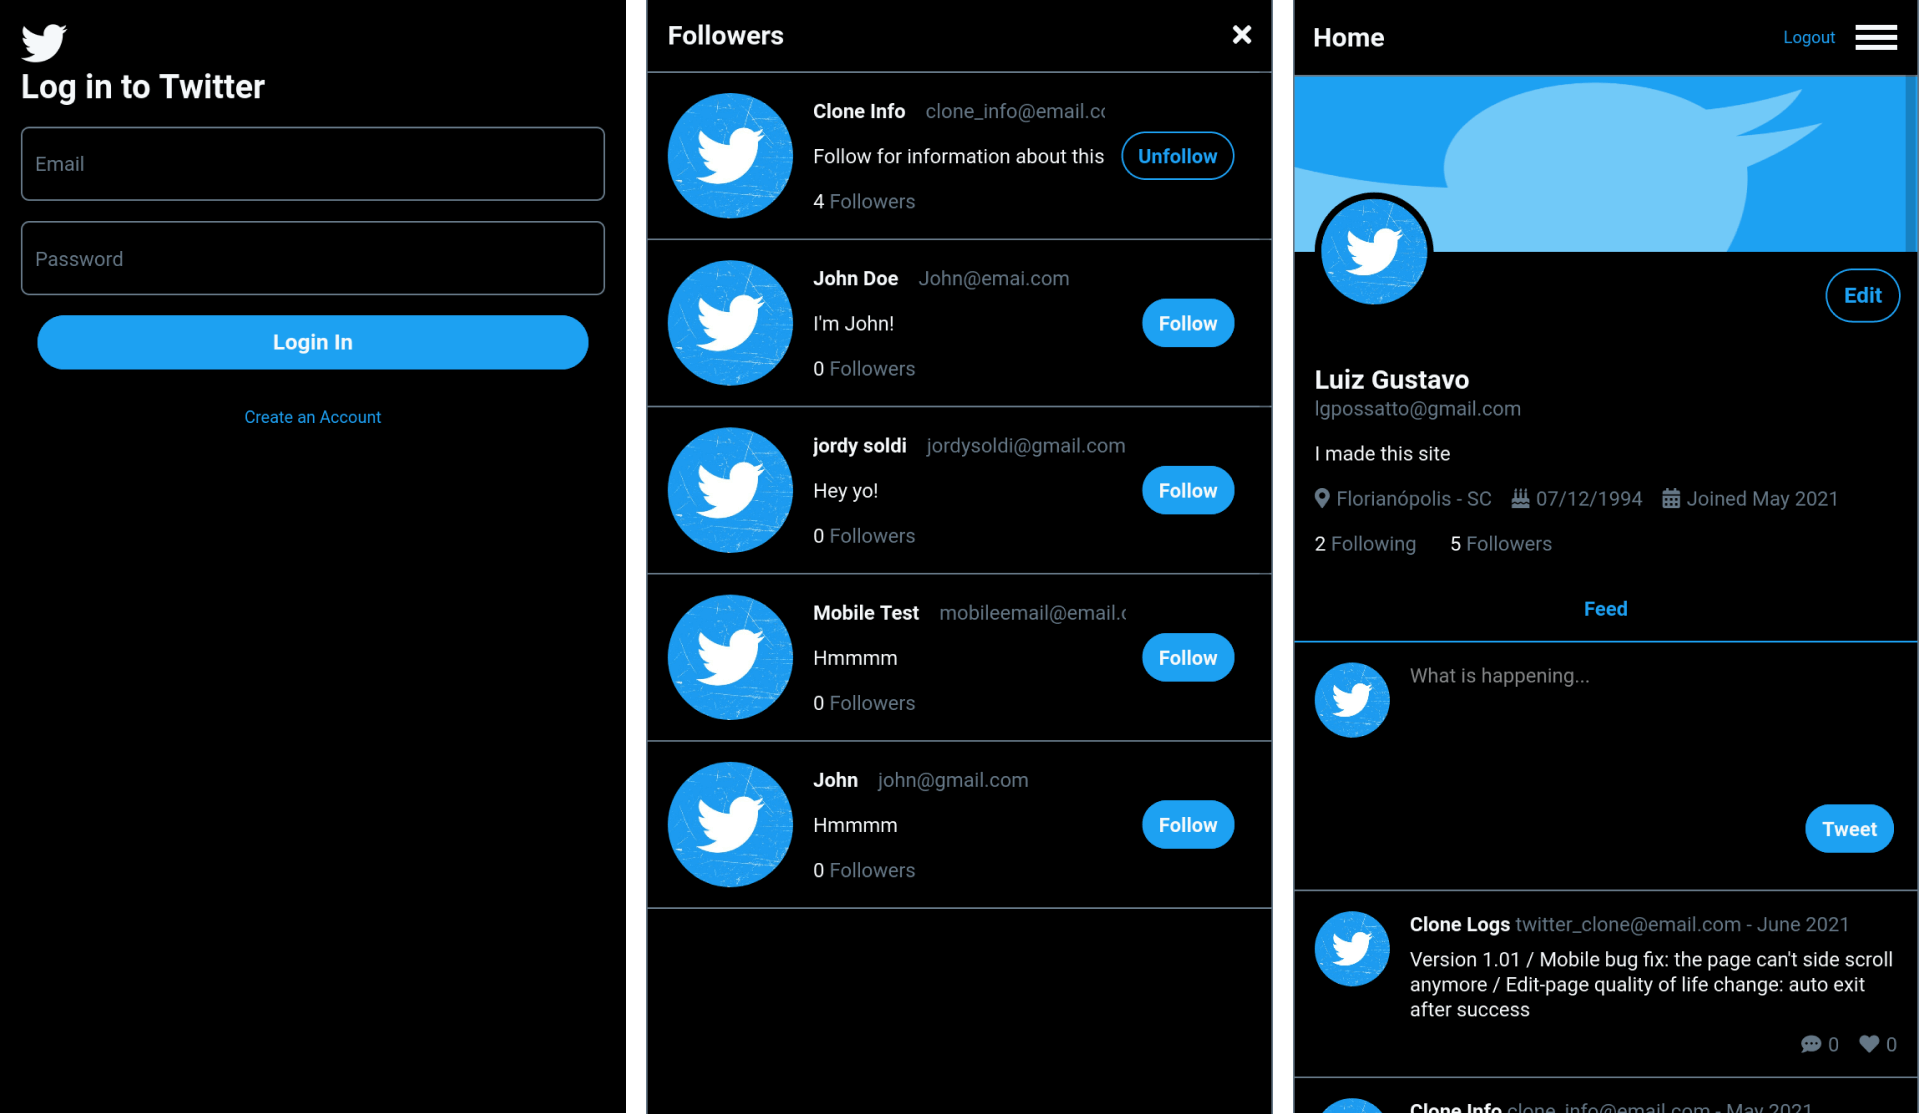 Log in to Twitter
Email
Password
Login In
Create an Account
Followers
Clone Info clone_info@email.cc
Follow for information about this
Unfollow
4 Followers
John Doe John@emai.com
I'm John!
Follow
0 Followers
jordy soldi jordysoldi@gmail.com
Hey yo!
Follow
0 Followers
Mobile Test mobileemail@email.
Hmmmm
Follow
0 Followers
John john@gmail.com
Hmmmm
Follow
0 Followers
Home
Logout
Edit
Luiz Gustavo
lgpossatto@gmail.com
I made this site
Florianópolis - SC 07/12/1994 Joined May 2021
2 Following 5 Followers
Feed
What is happening...
Tweet
Clone Logs twitter_clone@email.com - June 2021
Version 1.01 / Mobile bug fix: the page can't side scroll
anymore / Edit-page quality of life change: auto exit
after success
0 0
Clone Info clone_info@email.com - May 2021